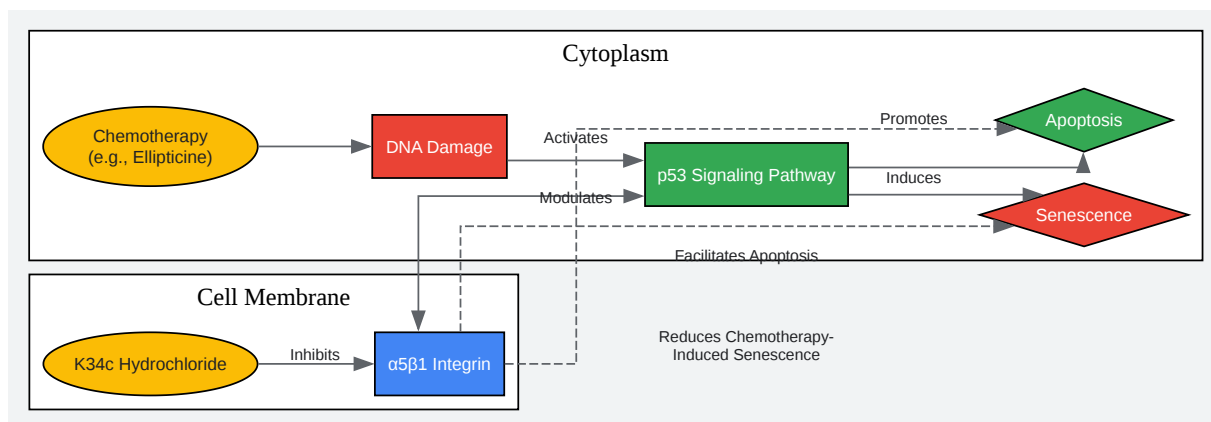 Cytoplasm
Chemotherapy
(e.g., Ellipticine)
DNA Damage
Activates
Promotes
Apoptosis
p53 Signaling Pathway
Induces
Modulates
Senescence
Facilitates Apoptosis
Cell Membrane
K34c Hydrochloride
Inhibits
α5β1 Integrin
Reduces Chemotherapy-
Induced Senescence